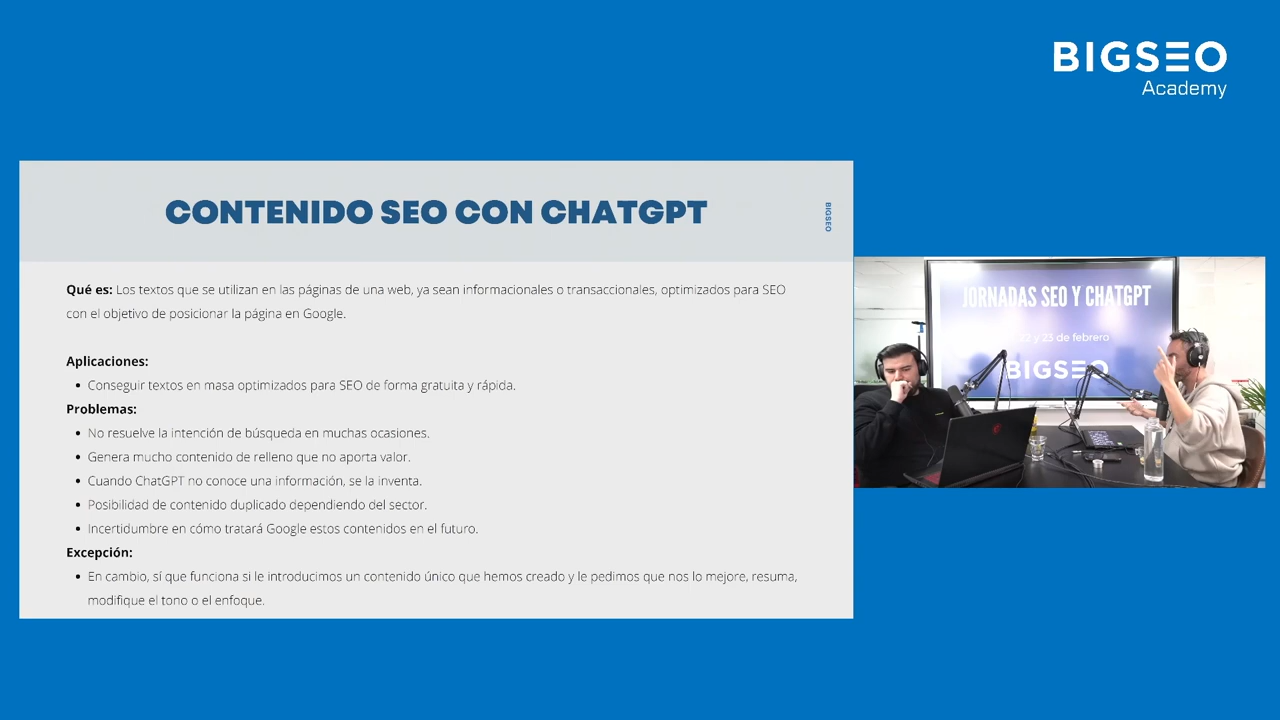 BIGSEO
Academy
CONTENIDO SEO CON CHATGPT
BIGSEO
Qué es: Los textos que se utilizan en las páginas de una web, ya sean informacionales o transaccionales, optimizados para SEO
con el objetivo de posicionar la página en Google.
Aplicaciones:
• Conseguir textos en masa optimizados para SEO de forma gratuita y rápida.
Problemas:
• No resuelve la intención de búsqueda en muchas ocasiones.
• Genera mucho contenido de relleno que no aporta valor.
• Cuando ChatGPT no conoce una información, se la inventa.
• Posibilidad de contenido duplicado dependiendo del sector.
• Incertidumbre en cómo tratará Google estos contenidos en el futuro.
Excepción:
• En cambio, sí que funciona si le introducimos un contenido único que hemos creado y le pedimos que nos lo mejore, resuma,
modifique el tono o el enfoque.
JORNADAS SEO Y CHATGPT
22 y 23 de febrero
BIGSEO